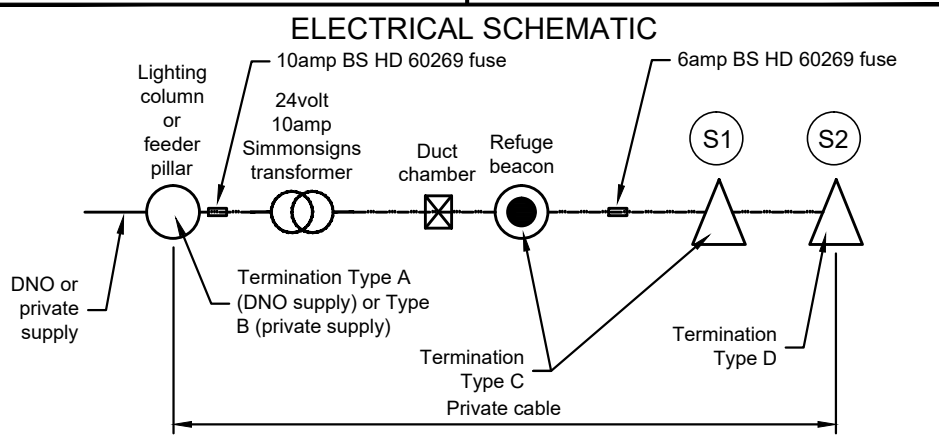 ELECTRICAL SCHEMATIC
10amp BS HD 60269 fuse
6amp BS HD 60269 fuse
Lighting
column
or
feeder
pillar
24volt
10amp
Simmonsigns
transformer
Duct
chamber
Refuge
beacon
S1
S2
DNO or
private
supply
Termination Type A
(DNO supply) or Type
B (private supply)
Termination
Type C
Termination
Type D
Private cable